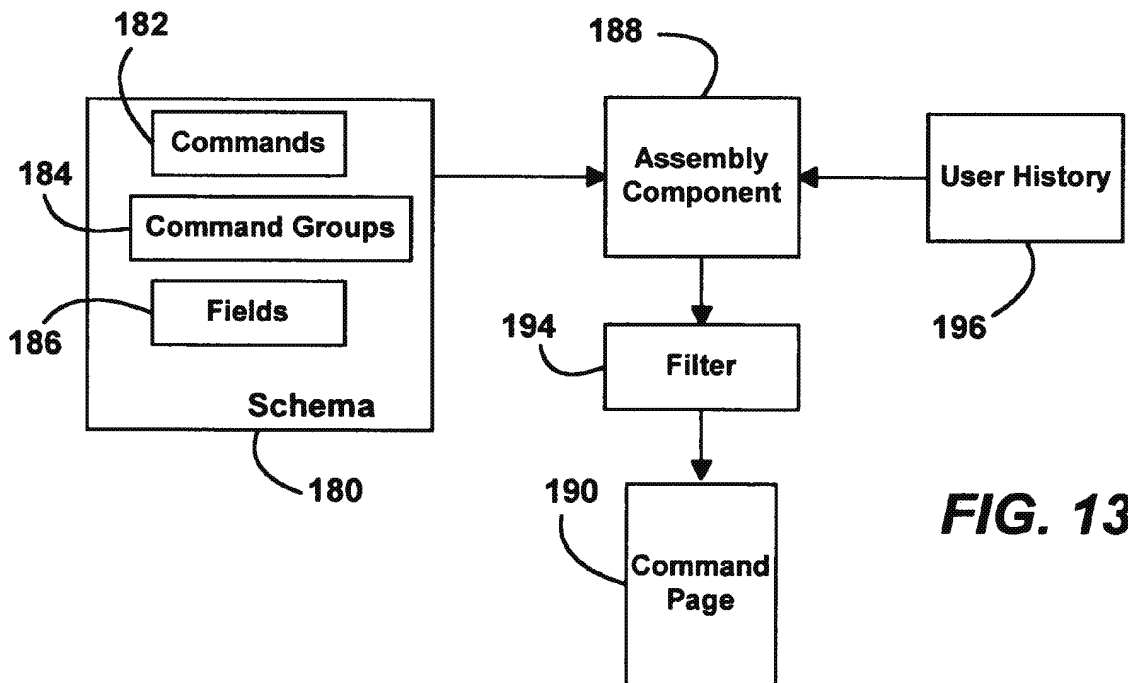 182
188
Commands
184
Assembly
Component
User History
Command Groups
Fields
186
194
196
Filter
Schema
180
190
FIG. 13
Command
Page